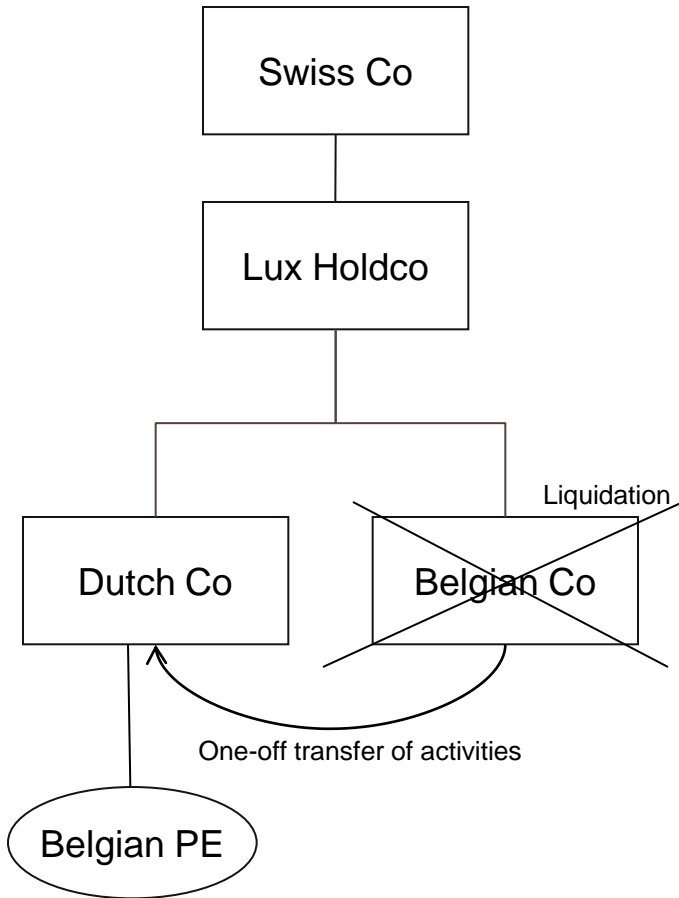 Swiss Co
Lux Holdco
Liquidation
Dutch Co
Belgian Co
One-off transfer of activities
Belgian PE